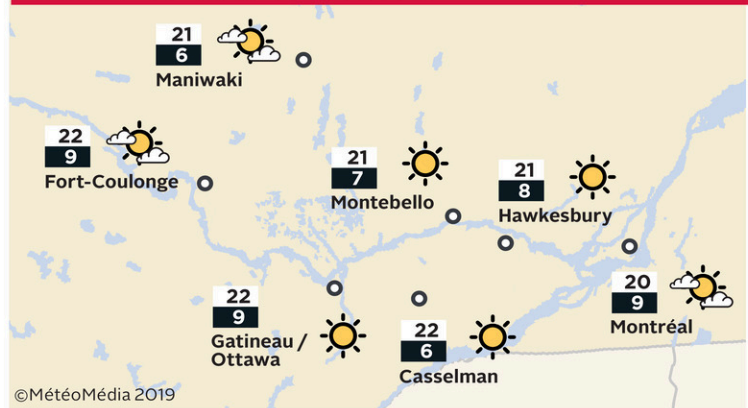 21
6
Maniwaki
22
9
Fort-Coulonge
21
7
Montebello
21
8
Hawkesbury
22
9
Gatineau /
Ottawa
22
6
Casselman
20
9
Montréal
©MétéoMédia 2019